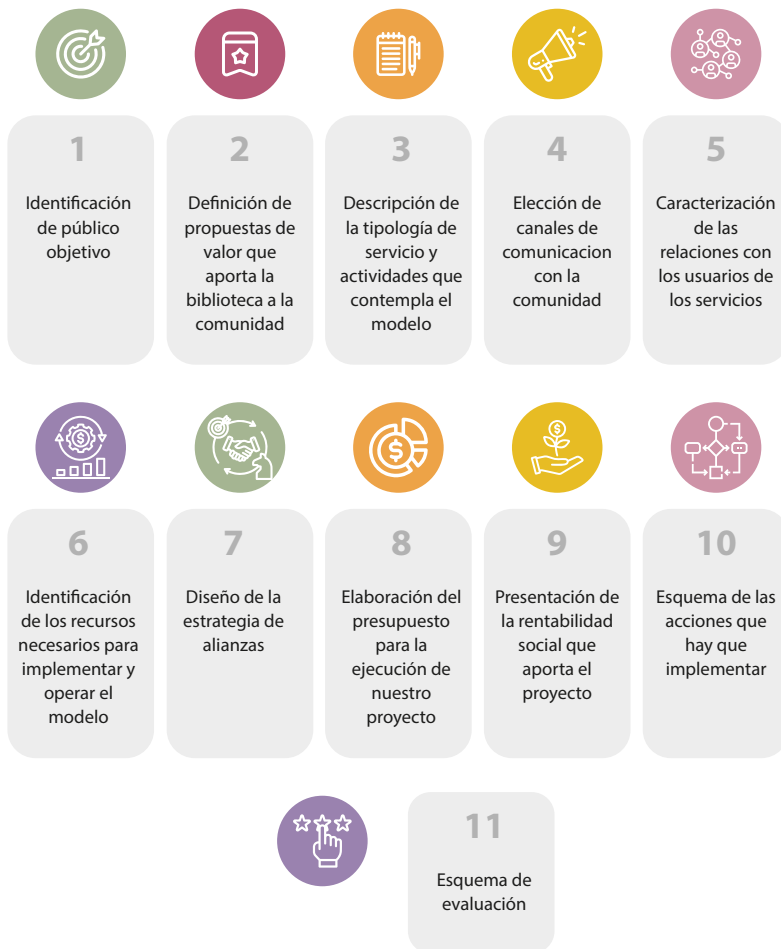 1
Identificación
de público
objetivo
2
Definición de
propuestas de
valor que
aporta la
biblioteca a la
comunidad
3
Descripción de
la tipología de
servicio y
actividades que
contempla el
modelo
4
Elección de
canales de
comunicacion
con la
comunidad
5
Caracterización
de las
relaciones con
los usuarios de
los servicios
6
Identificación
de los recursos
necesarios para
implementar y
operar el
modelo
7
Diseño de la
estrategia de
alianzas
8
Elaboración del
presupuesto
para la
ejecución de
nuestro
proyecto
9
Presentación de
la rentabilidad
social que
aporta el
proyecto
10
Esquema de las
acciones que
hay que
implementar
11
Esquema de
evaluación